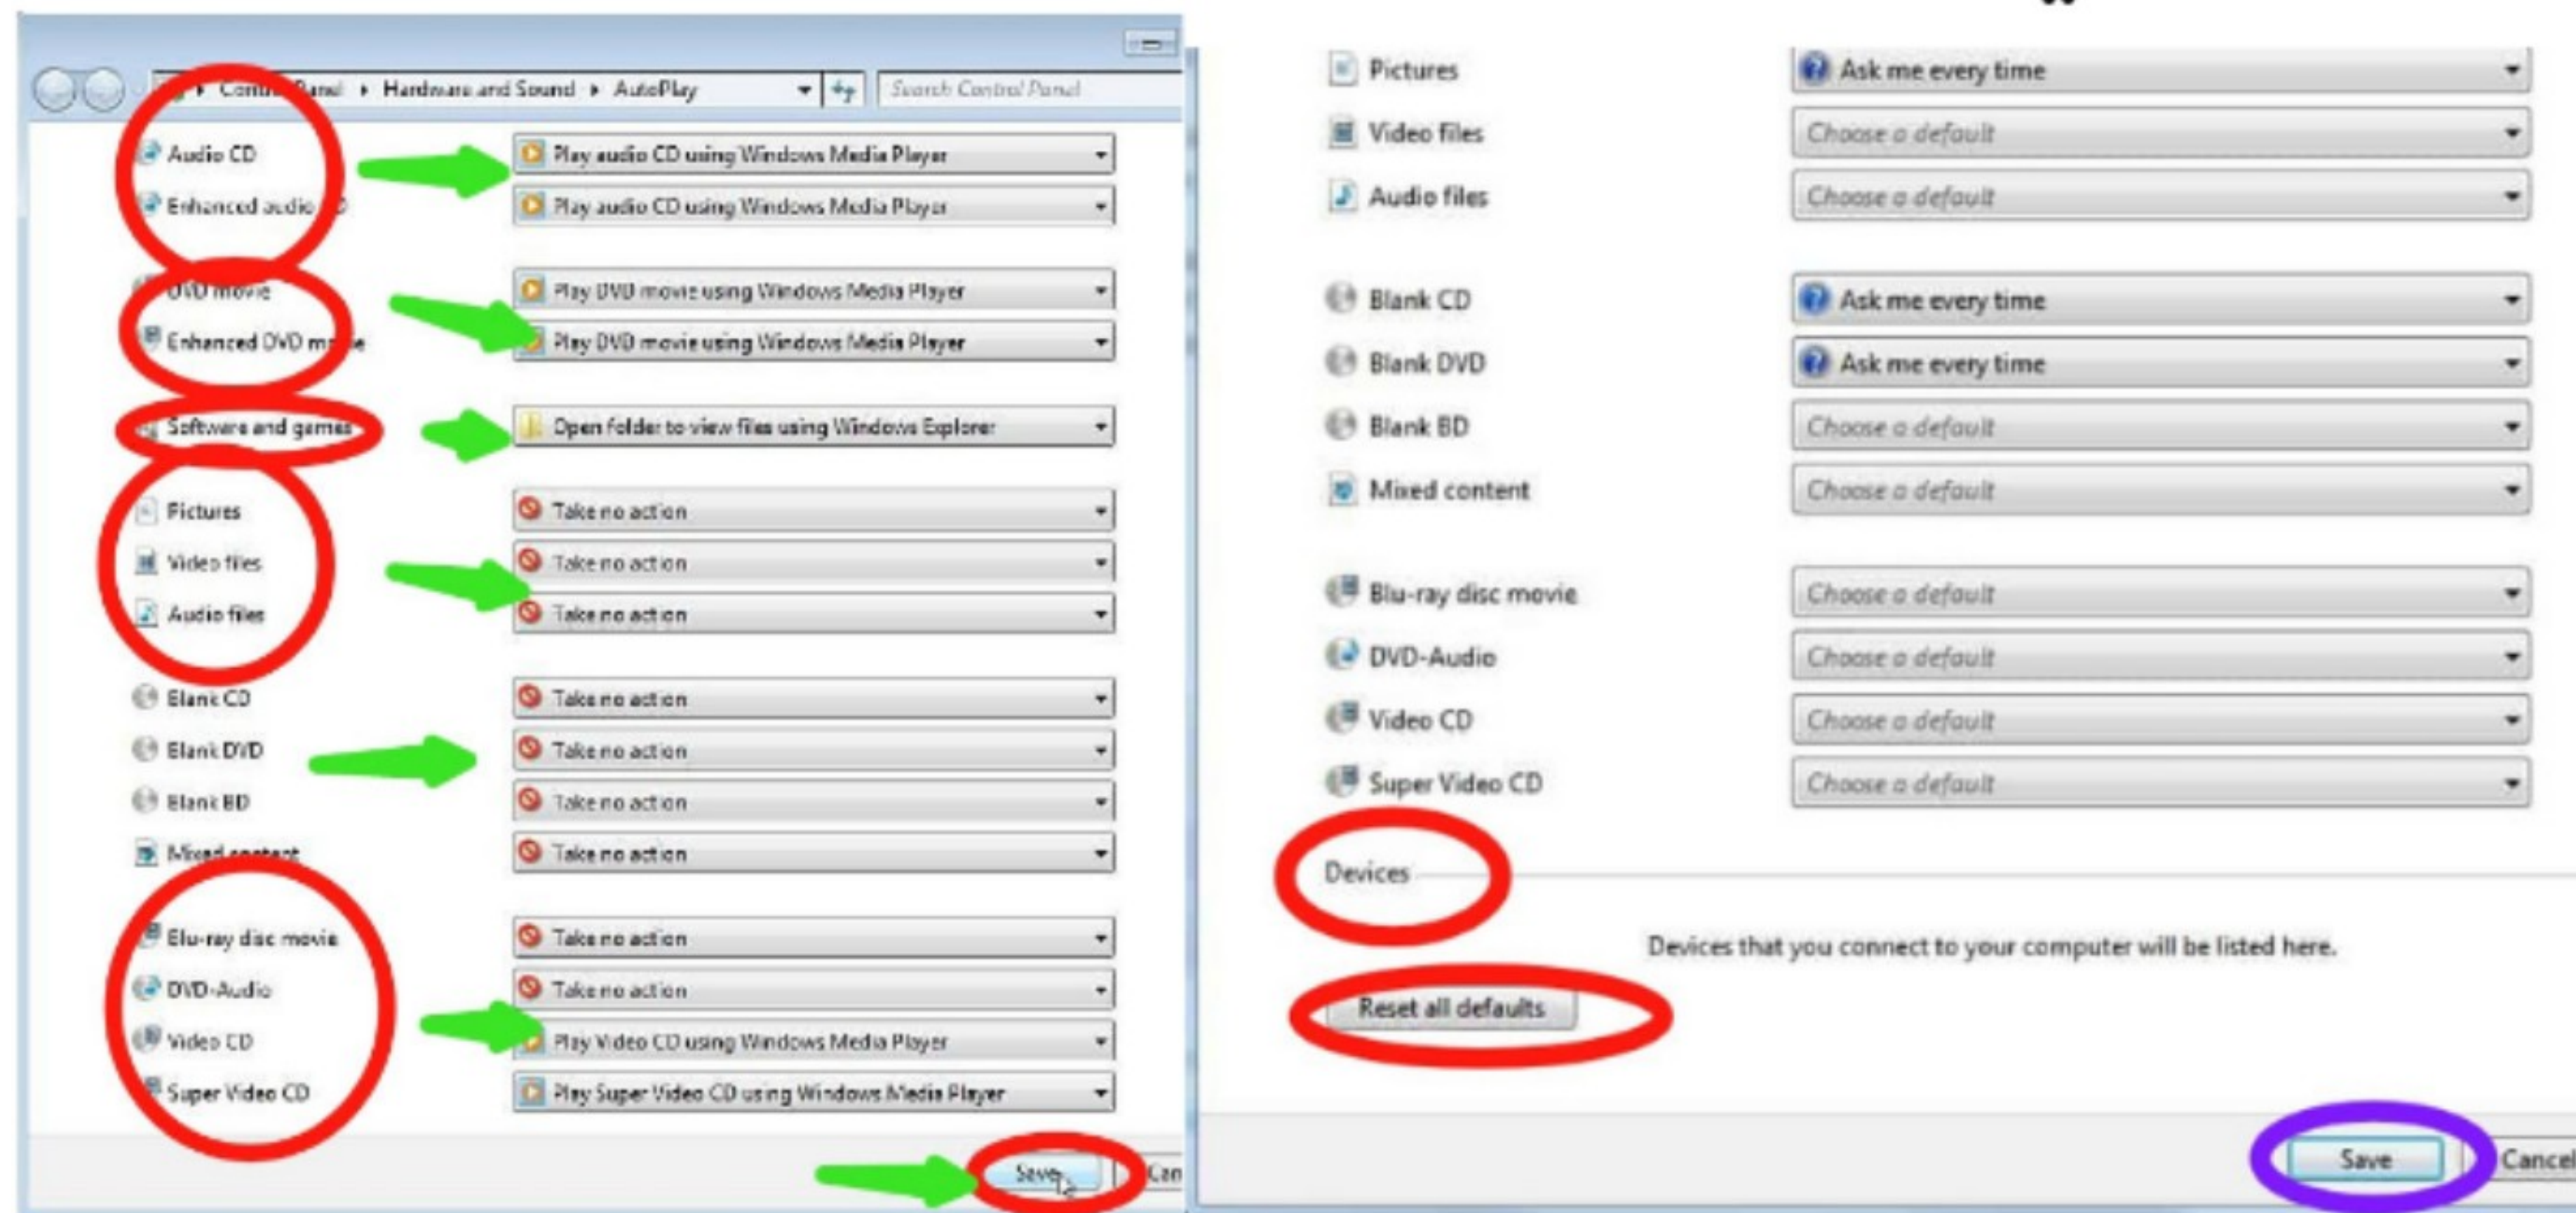 Control Panel Hardware and Sound AutoPlay Search Control Panel
Audio CD Play audio CD using Windows Media Player
Enhanced audio Play audio CD using Windows Media Player
DVD movie Play DVD movie using Windows Media Player
Enhanced DVD movie Play DVD movie using Windows Media Player
Software and games Open folder to view files using Windows Explorer
Pictures Take no action
Video files Take no action
Audio files Take no action
Blank CD Take no action
Blank DVD Take no action
Blank BD Take no action
Mixed content Take no action
Blu-ray disc movie Take no action
DVD-Audio Take no action
Video CD Play Video CD using Windows Media Player
Super Video CD Play Super Video CD using Windows Media Player
Save Can
Pictures Ask me every time
Video files Choose a default
Audio files Choose a default
Blank CD Ask me every time
Blank DVD Ask me every time
Blank BD Choose a default
Mixed content Choose a default
Blu-ray disc movie Choose a default
DVD-Audio Choose a default
Video CD Choose a default
Super Video CD Choose a default
Devices
Devices that you connect to your computer will be listed here.
Reset all defaults
Save Cancel